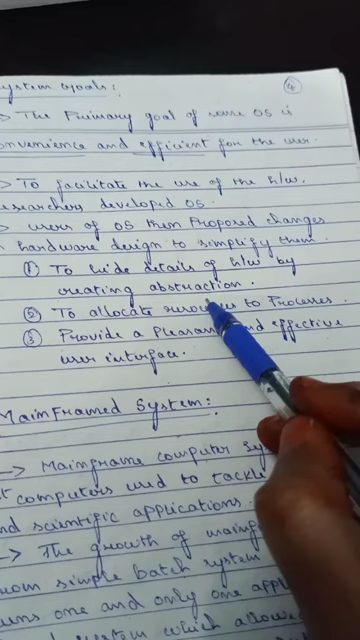 System Goals: 4
-> The Primary goal of some OS is
convenience and efficient for the user.
-> To facilitate the use of the h/w.
researchers developed OS.
-> users of OS then Proposed changes
in hardware design to simplify them.
① To hide details of h/w by
creating abstraction.
② To allocate resources to Processes.
③ Provide a Pleasant and effective
user interface.
MainFramed System:
-> Mainframe computer
computers used to tackle
and scientific applications.
-> The growth of
from simple batch system
runs one and only one
system which allowed